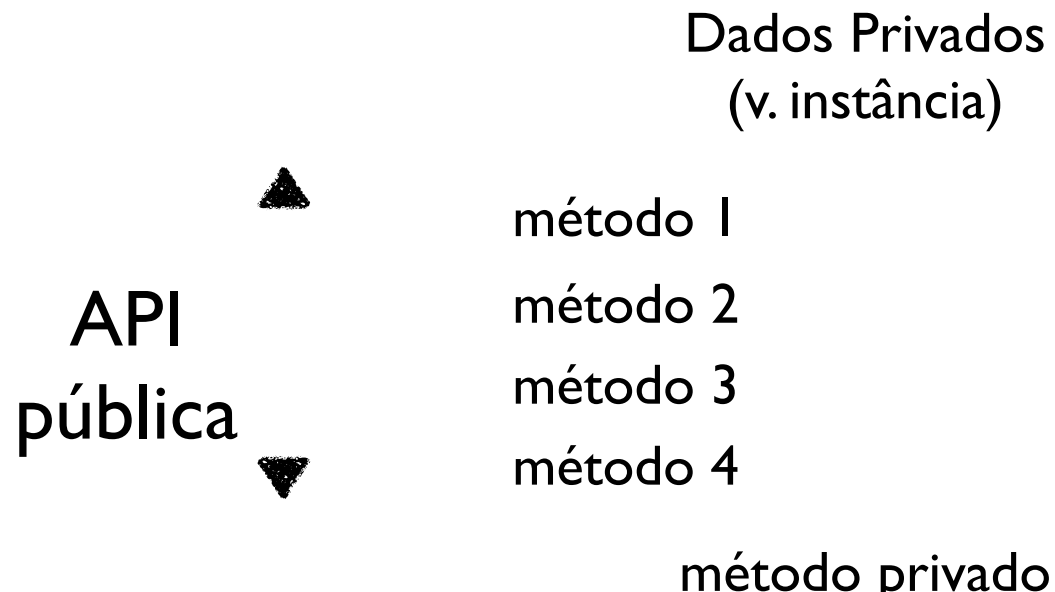 Dados Privados
(v. instância)
método 1
método 2
método 3
método 4
API
pública
método privado